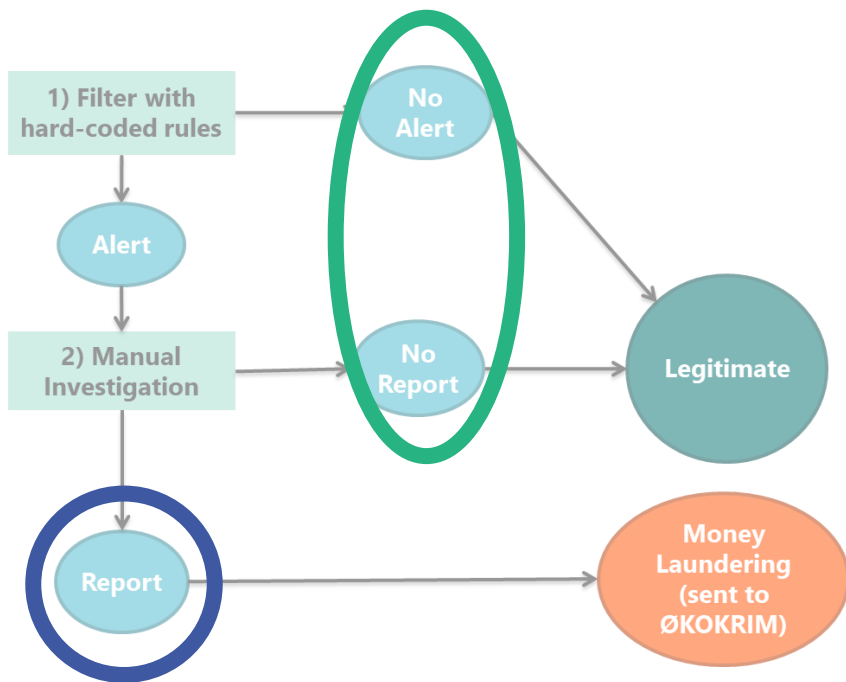 1) Filter with
hard-coded rules
No
Alert
Alert
2) Manual
Investigation
No
Report
Legitimate
Report
Money
Laundering
(sent to
ØKOKRIM)